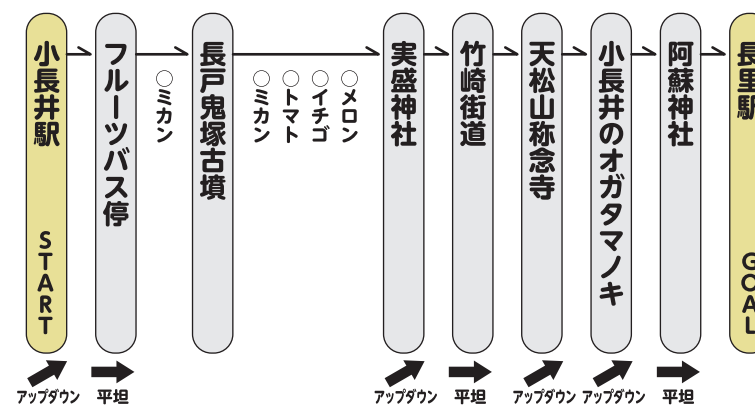 小長井駅
START
フルーツバス停
○ミカン
長戸鬼塚古墳
○ミカン
○トマト
○イチゴ
○メロン
実盛神社
竹崎街道
天松山称念寺
小長井のオガタマノキ
阿蘇神社
長里駅
GOAL
アップダウン
平坦
アップダウン
平坦
アップダウン
アップダウン
平坦